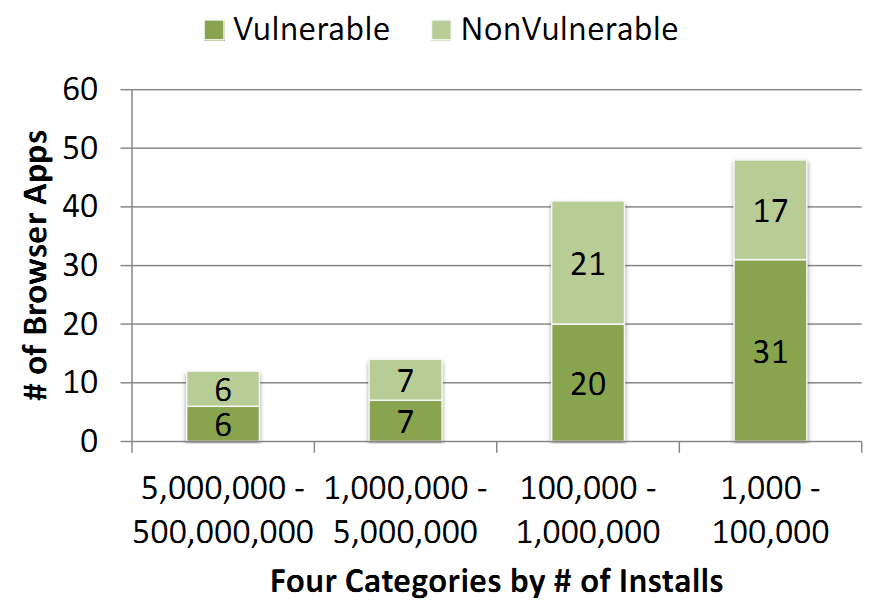 Vulnerable NonVulnerable
# of Browser Apps
60
50
40
30
20
10
0
6
6
7
7
21
20
17
31
5,000,000 - 500,000,000
1,000,000 - 5,000,000
100,000 - 1,000,000
1,000 - 100,000
Four Categories by # of Installs